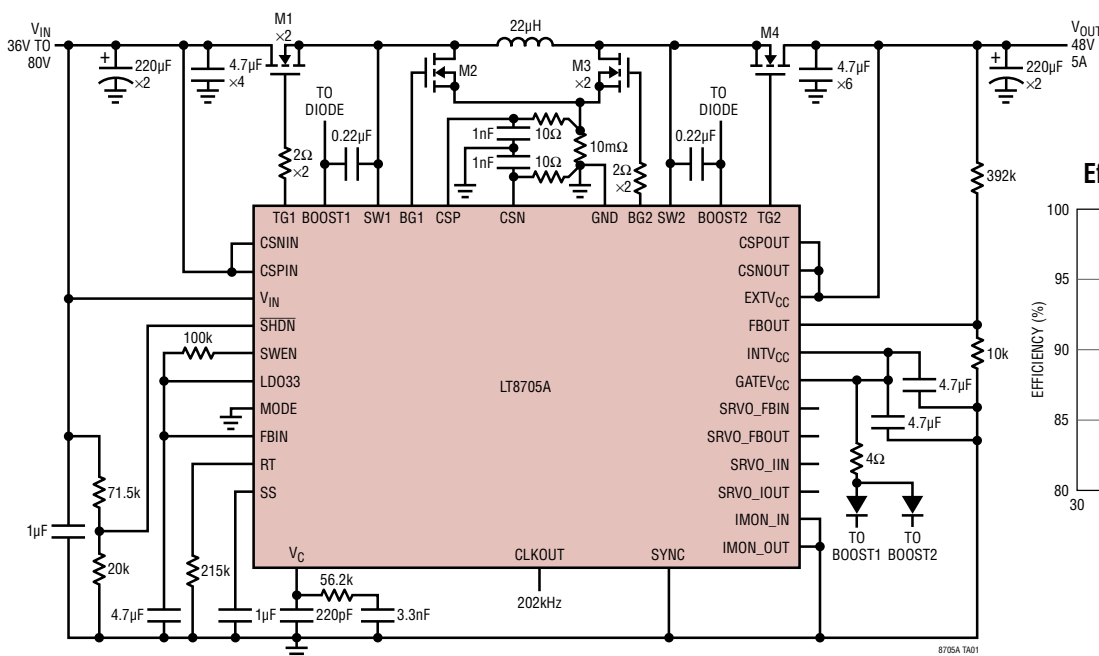 VIN
36V TO
80V
220µF
×2
4.7µF
×4
M1
×2
22µH
M2
M3
×2
M4
4.7µF
×6
220µF
×2
VOUT
48V
5A
TO
DIODE
0.22µF
2Ω
×2
1nF
1nF
10Ω
10Ω
10mΩ
2Ω
×2
TO
DIODE
0.22µF
392k
TG1 BOOST1 SW1 BG1 CSP CSN GND BG2 SW2 BOOST2 TG2
CSNIN
CSPIN
VIN
SHDN
SWEN
LDO33
MODE
FBIN
RT
SS
LT8705A
CSPOUT
CSNOUT
EXTVCC
FBOUT
INTVCC
GATEVCC
SRVO_FBIN
SRVO_FBOUT
SRVO_IIN
SRVO_IOUT
IMON_IN
IMON_OUT
VC CLKOUT SYNC
100k
71.5k
1µF
20k
4.7µF
215k
1µF
220pF
56.2k
3.3nF
202kHz
10k
4.7µF
4.7µF
4Ω
TO
BOOST1
TO
BOOST2
8705A TA01
Ef
EFFICIENCY (%)
100
95
90
85
80
30